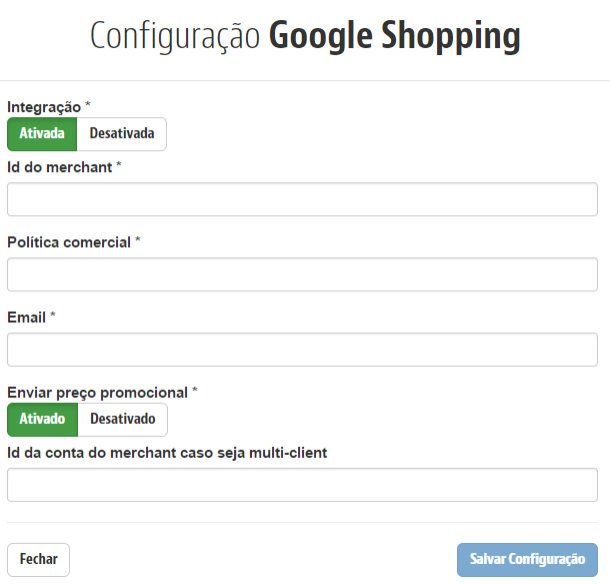 Configuração Google Shopping
Integração *
Ativada Desativada
Id do merchant *
Política comercial *
Email *
Enviar preço promocional *
Ativado Desativado
Id da conta do merchant caso seja multi-client
Fechar Salvar Configuração